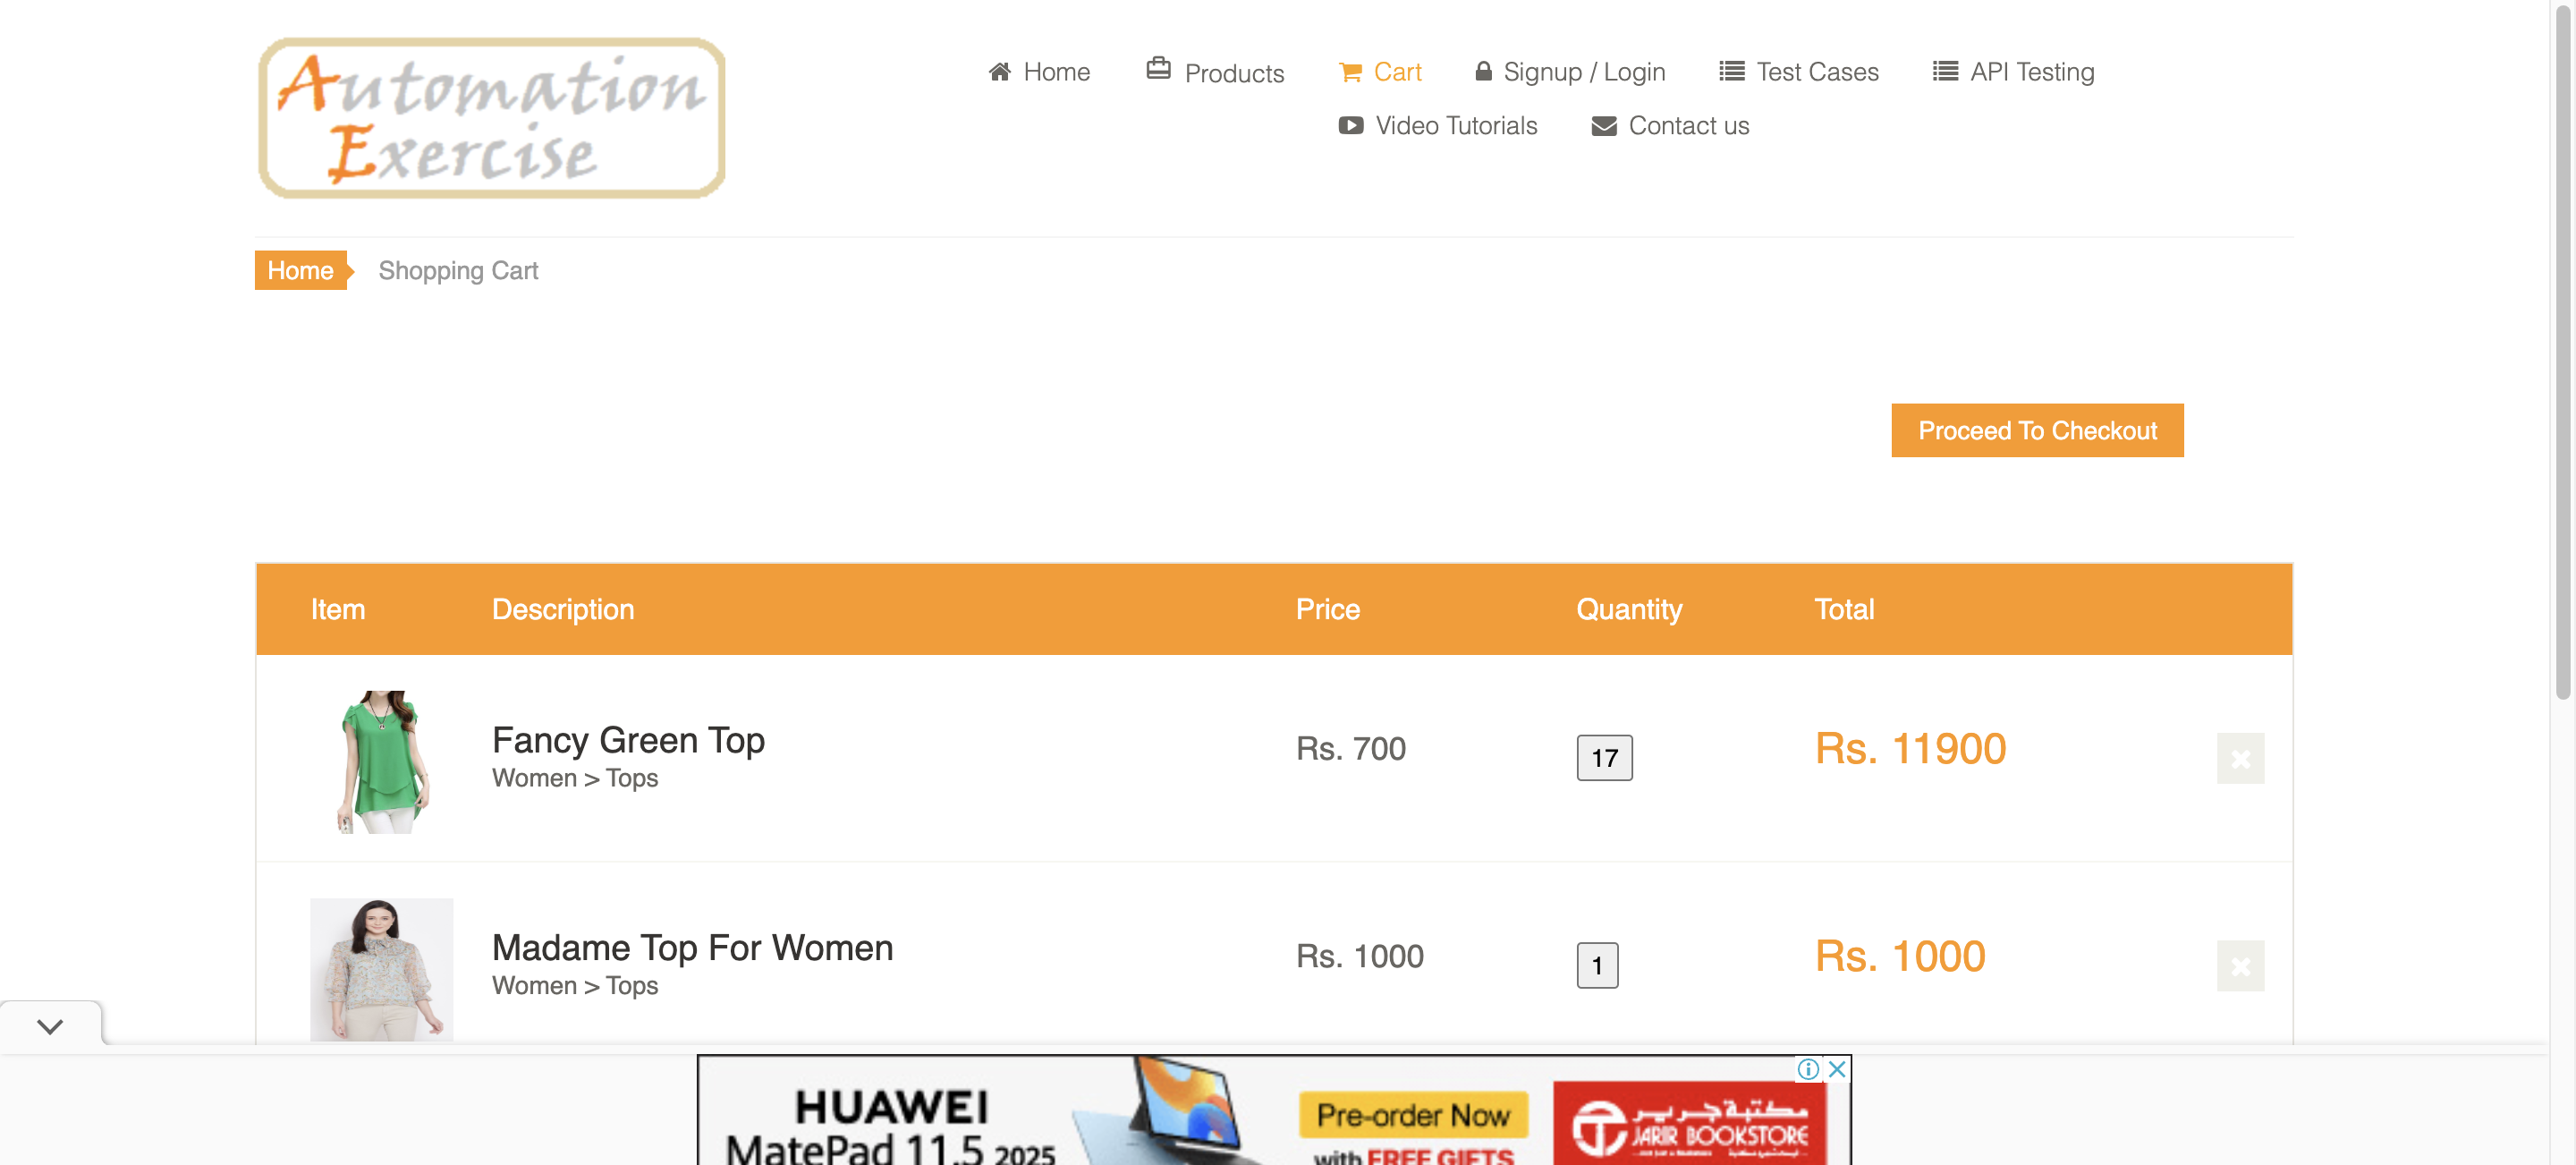 Automation
Exercise
Home Products Cart Signup / Login Test Cases API Testing
Video Tutorials Contact us
Home Shopping Cart
Proceed To Checkout
Item Description Price Quantity Total
Fancy Green Top
Women > Tops
Rs. 700 17 Rs. 11900
Madame Top For Women
Women > Tops
Rs. 1000 1 Rs. 1000
HUAWEI
MatePad 11.5 2025
Pre-order Now
with FREE GIFTS
مكتبة جرير
JARIR BOOKSTORE